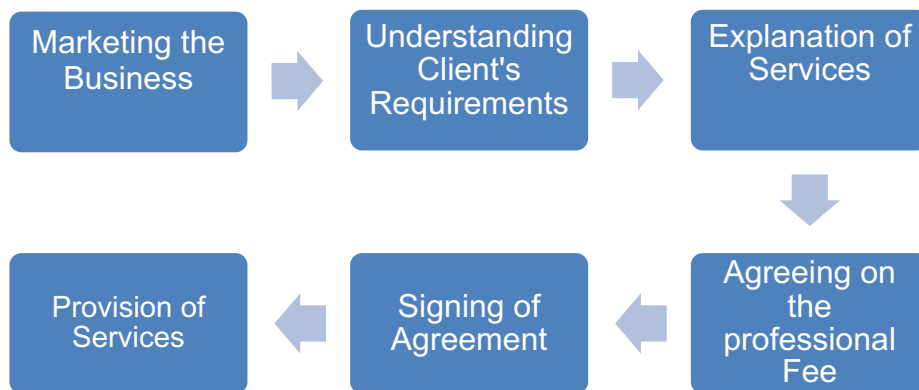 Marketing the
Business
Understanding
Client's
Requirements
Explanation of
Services
Agreeing on
the
professional
Fee
Signing of
Agreement
Provision of
Services